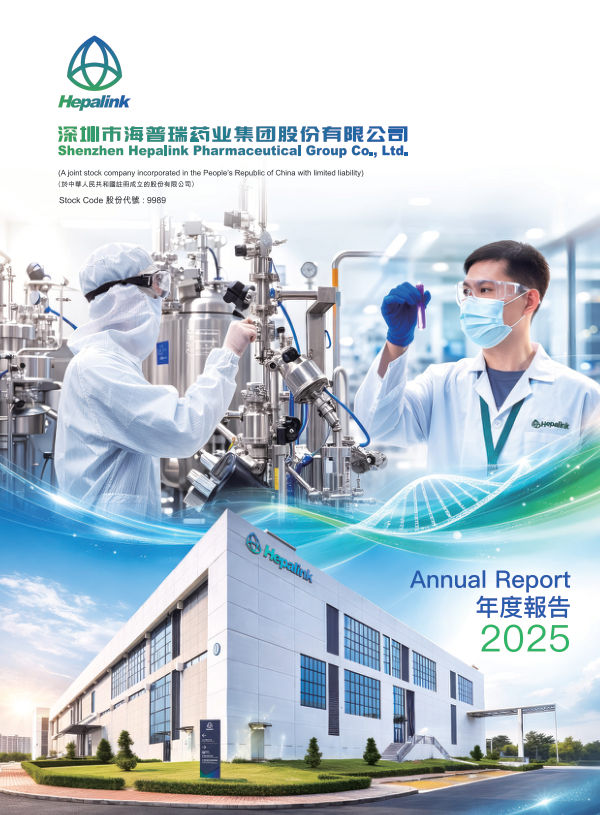 Hepalink
深圳市海普瑞药业集团股份有限公司
Shenzhen Hepalink Pharmaceutical Group Co., Ltd.
(A joint stock company incorporated in the People's Republic of China with limited liability)
(於中華人民共和國註冊成立的股份有限公司)
Stock Code 股份代號 : 9989
Hepalink
Hepalink
Annual Report
年度報告
2025